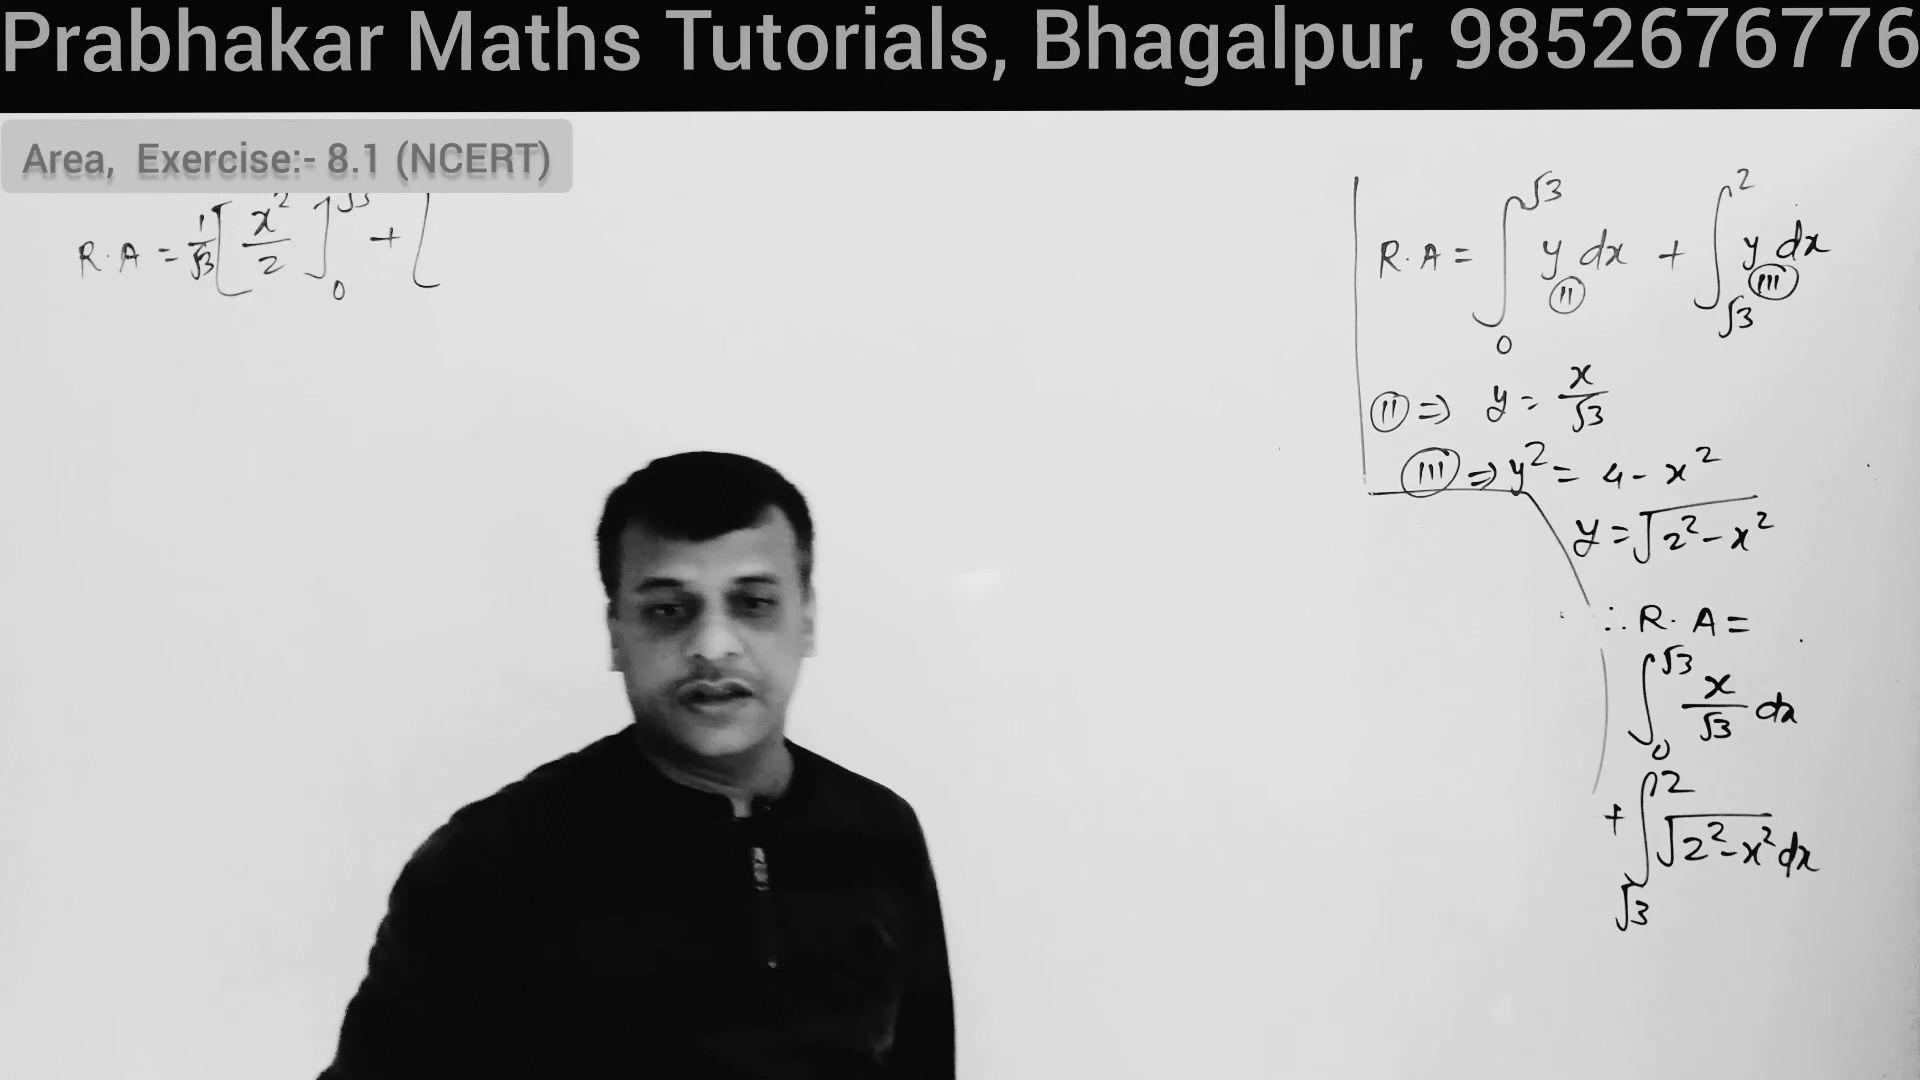 Prabhakar Maths Tutorials, Bhagalpur, 9852676776
Area, Exercise:- 8.1 (NCERT)
R.A = 1/√3 [x²/2]₀^√3 + [
R.A = ∫₀^√3 y dx + ∫_√3^2 y dx
(II) (III)
(II) ⇒ y = x/√3
(III) ⇒ y² = 4 - x²
y = √(2² - x²)
∴ R.A =
∫₀^√3 x/√3 dx
+ ∫_√3^2 √(2² - x²) dx